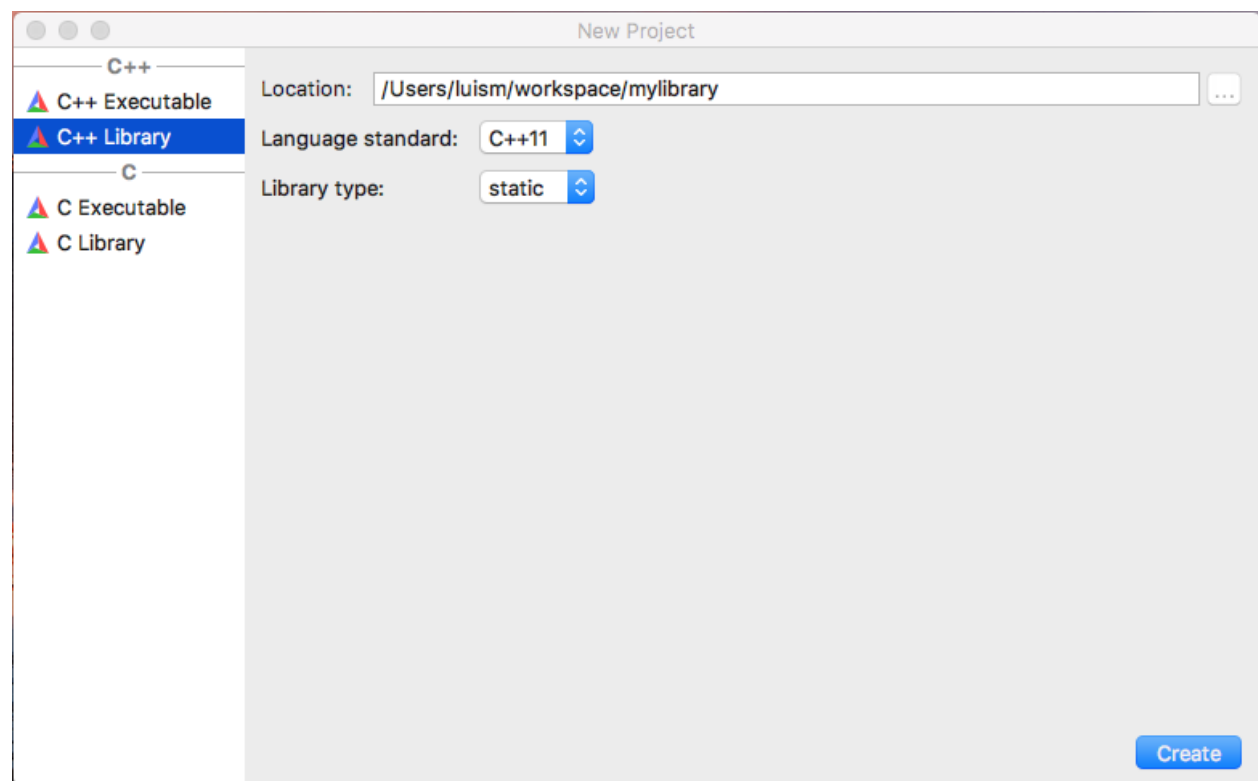 New Project
C++
C++ Executable
C++ Library
C
C Executable
C Library
Location: /Users/luism/workspace/mylibrary ...
Language standard: C++11
Library type: static
Create